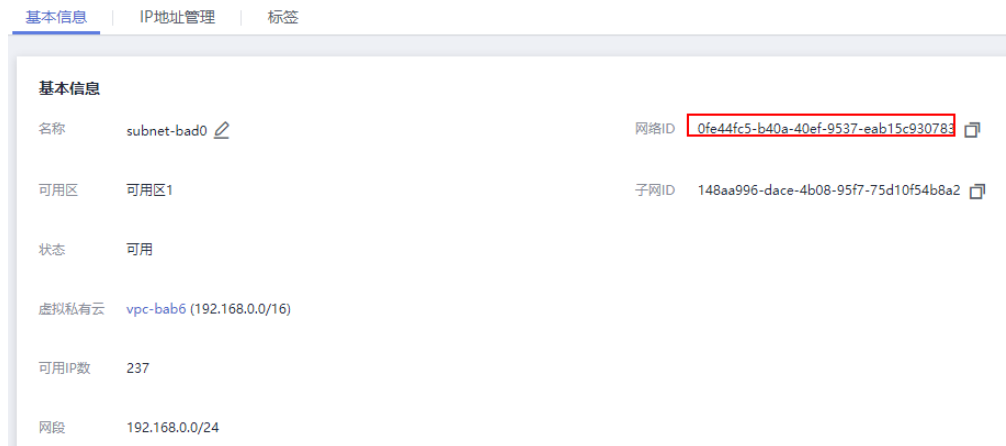 基本信息 IP地址管理 标签
基本信息
名称 subnet-bad0 网络ID 0fe44fc5-b40a-40ef-9537-eab15c930783
可用区 可用区1 子网ID 148aa996-dace-4b08-95f7-75d10f54b8a2
状态 可用
虚拟私有云 vpc-bab6 (192.168.0.0/16)
可用IP数 237
网段 192.168.0.0/24